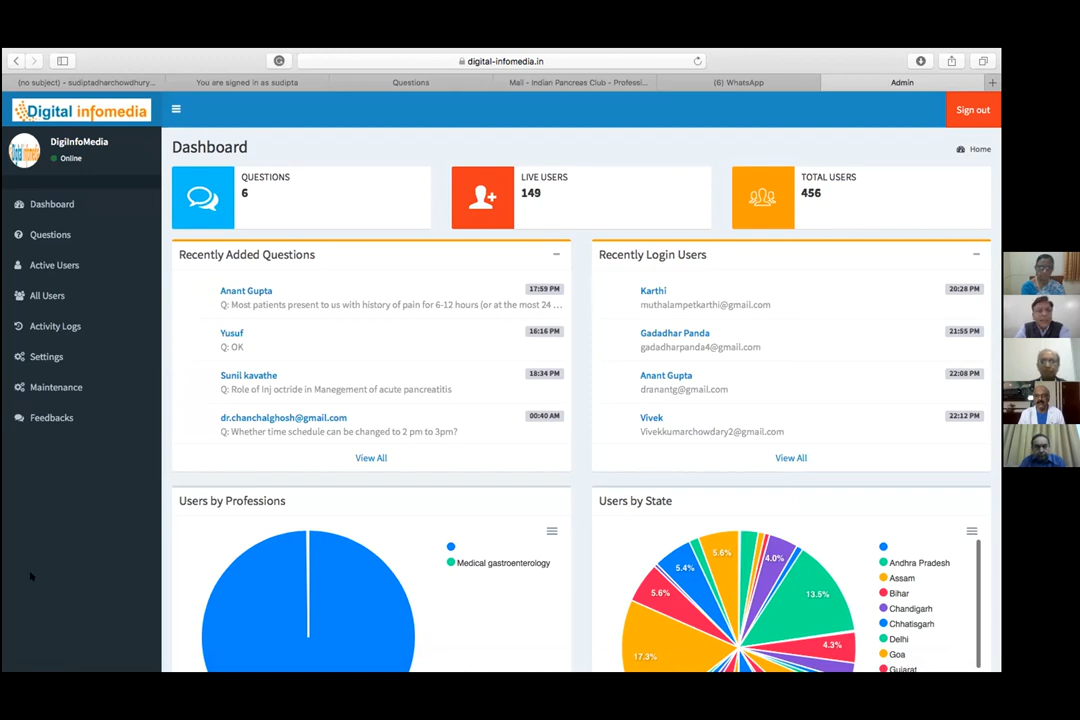 digital-infomedia.in
(no subject) - sudiptadharchowdhury...
You are signed in as sudipta
Questions
Mail - Indian Pancreas Club - Professi...
(6) WhatsApp
Admin
Digital infomedia
Sign out
DigiInfoMedia
Online
Dashboard
Home
QUESTIONS
6
LIVE USERS
149
TOTAL USERS
456
Dashboard
Questions
Active Users
All Users
Activity Logs
Settings
Maintenance
Feedbacks
Recently Added Questions
Anant Gupta
17:59 PM
Q: Most patients present to us with history of pain for 6-12 hours (or at the most 24 ...
Yusuf
16:16 PM
Q: OK
Sunil kavathe
18:34 PM
Q: Role of Inj octride in Manegement of acute pancreatitis
dr.chanchalghosh@gmail.com
00:40 AM
Q: Whether time schedule can be changed to 2 pm to 3pm?
View All
Recently Login Users
Karthi
20:28 PM
muthalampetkarthi@gmail.com
Gadadhar Panda
21:55 PM
gadadharpanda4@gmail.com
Anant Gupta
22:08 PM
dranantg@gmail.com
Vivek
22:12 PM
Vivekkumarchowdary2@gmail.com
View All
Users by Professions
Medical gastroenterology
Users by State
5.6%
4.0%
5.4%
13.5%
5.6%
4.3%
17.3%
Andhra Pradesh
Assam
Bihar
Chandigarh
Chhatisgarh
Delhi
Goa
Gujarat